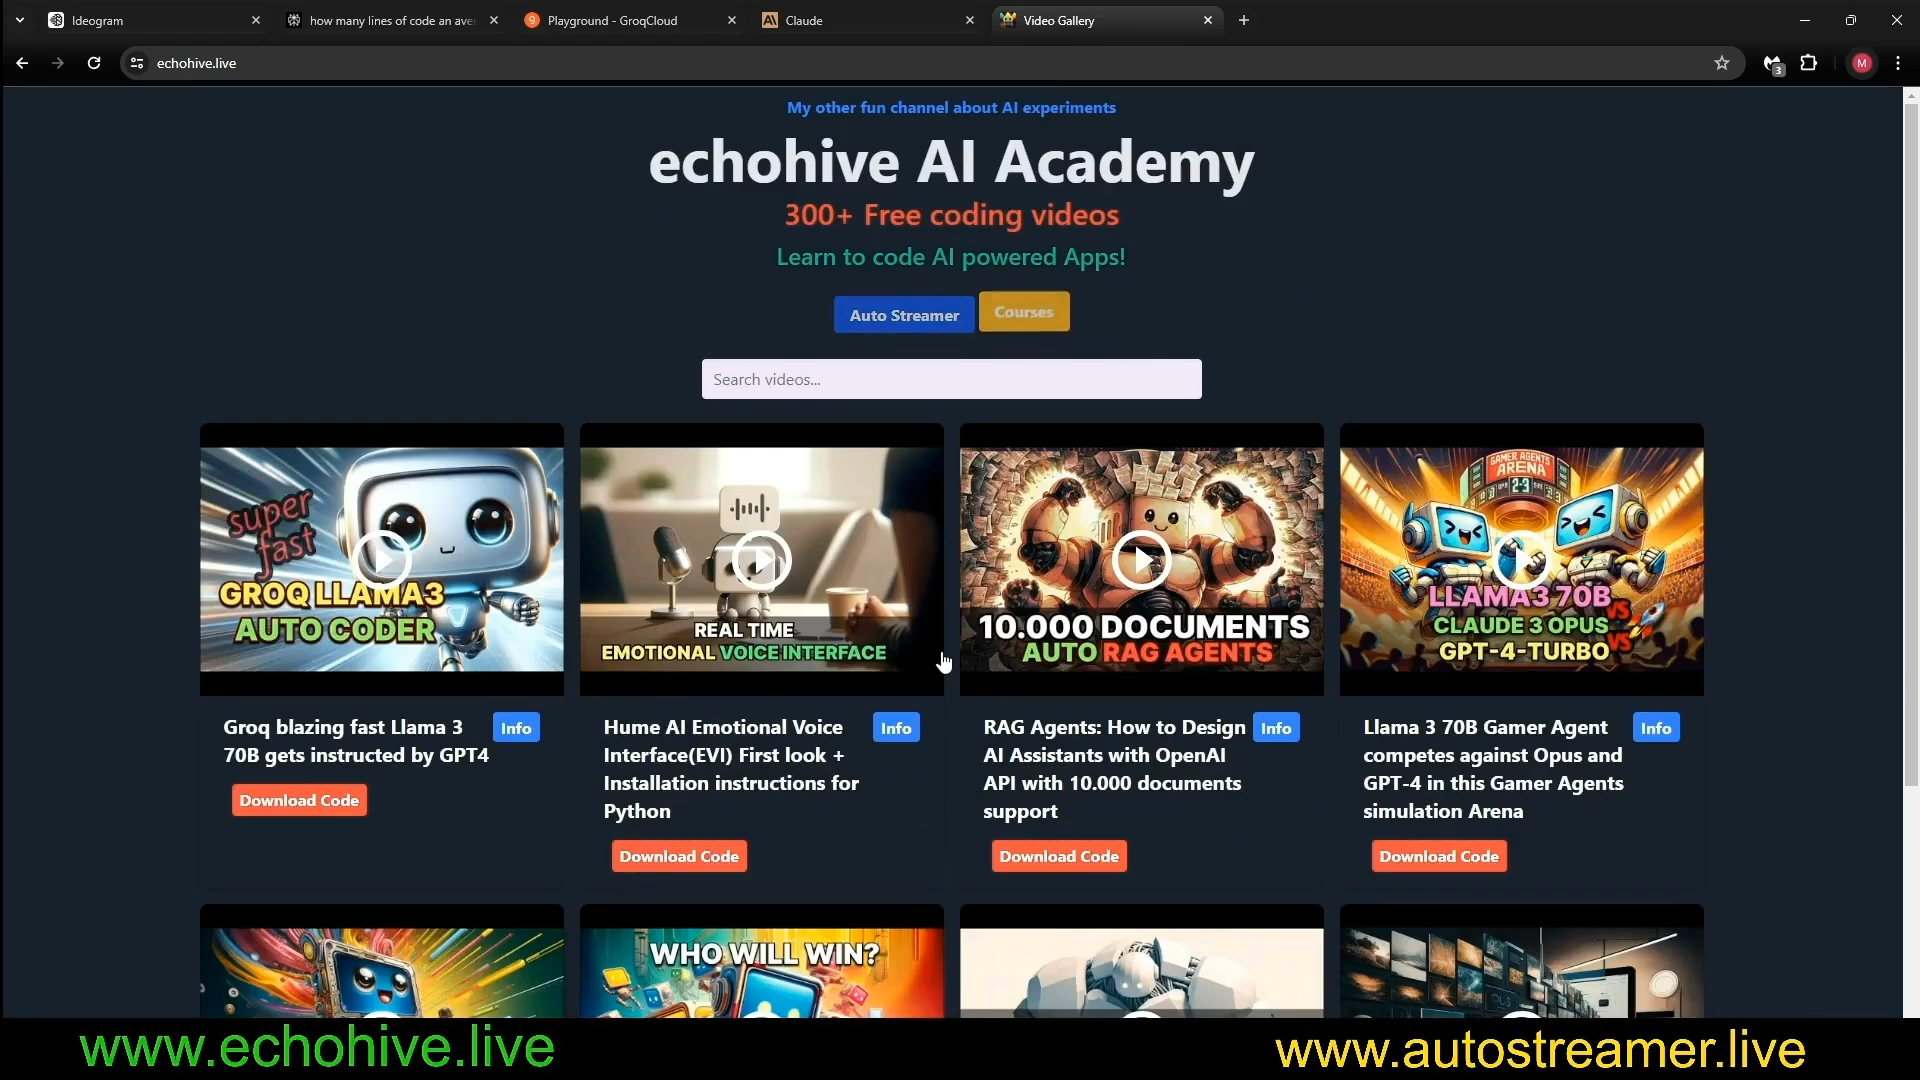 Ideogram
how many lines of code an ave
Playground - GroqCloud
Claude
Video Gallery
echohive.live
3
M
My other fun channel about AI experiments
echohive AI Academy
300+ Free coding videos
Learn to code AI powered Apps!
Auto Streamer
Courses
Search videos...
super
fast
GROQ LLAMA3
AUTO CODER
REAL TIME
EMOTIONAL VOICE INTERFACE
10.000 DOCUMENTS
AUTO RAG AGENTS
GAMER AGENTS
ARENA
2-3
LLAMA3 70B
VS
CLAUDE 3 OPUS
VS
GPT-4-TURBO
Groq blazing fast Llama 3
70B gets instructed by GPT4
Info
Download Code
Hume AI Emotional Voice
Interface(EVI) First look +
Installation instructions for
Python
Info
Download Code
RAG Agents: How to Design
AI Assistants with OpenAI
API with 10.000 documents
support
Info
Download Code
Llama 3 70B Gamer Agent
competes against Opus and
GPT-4 in this Gamer Agents
simulation Arena
Info
Download Code
WHO WILL WIN?
www.echohive.live
www.autostreamer.live